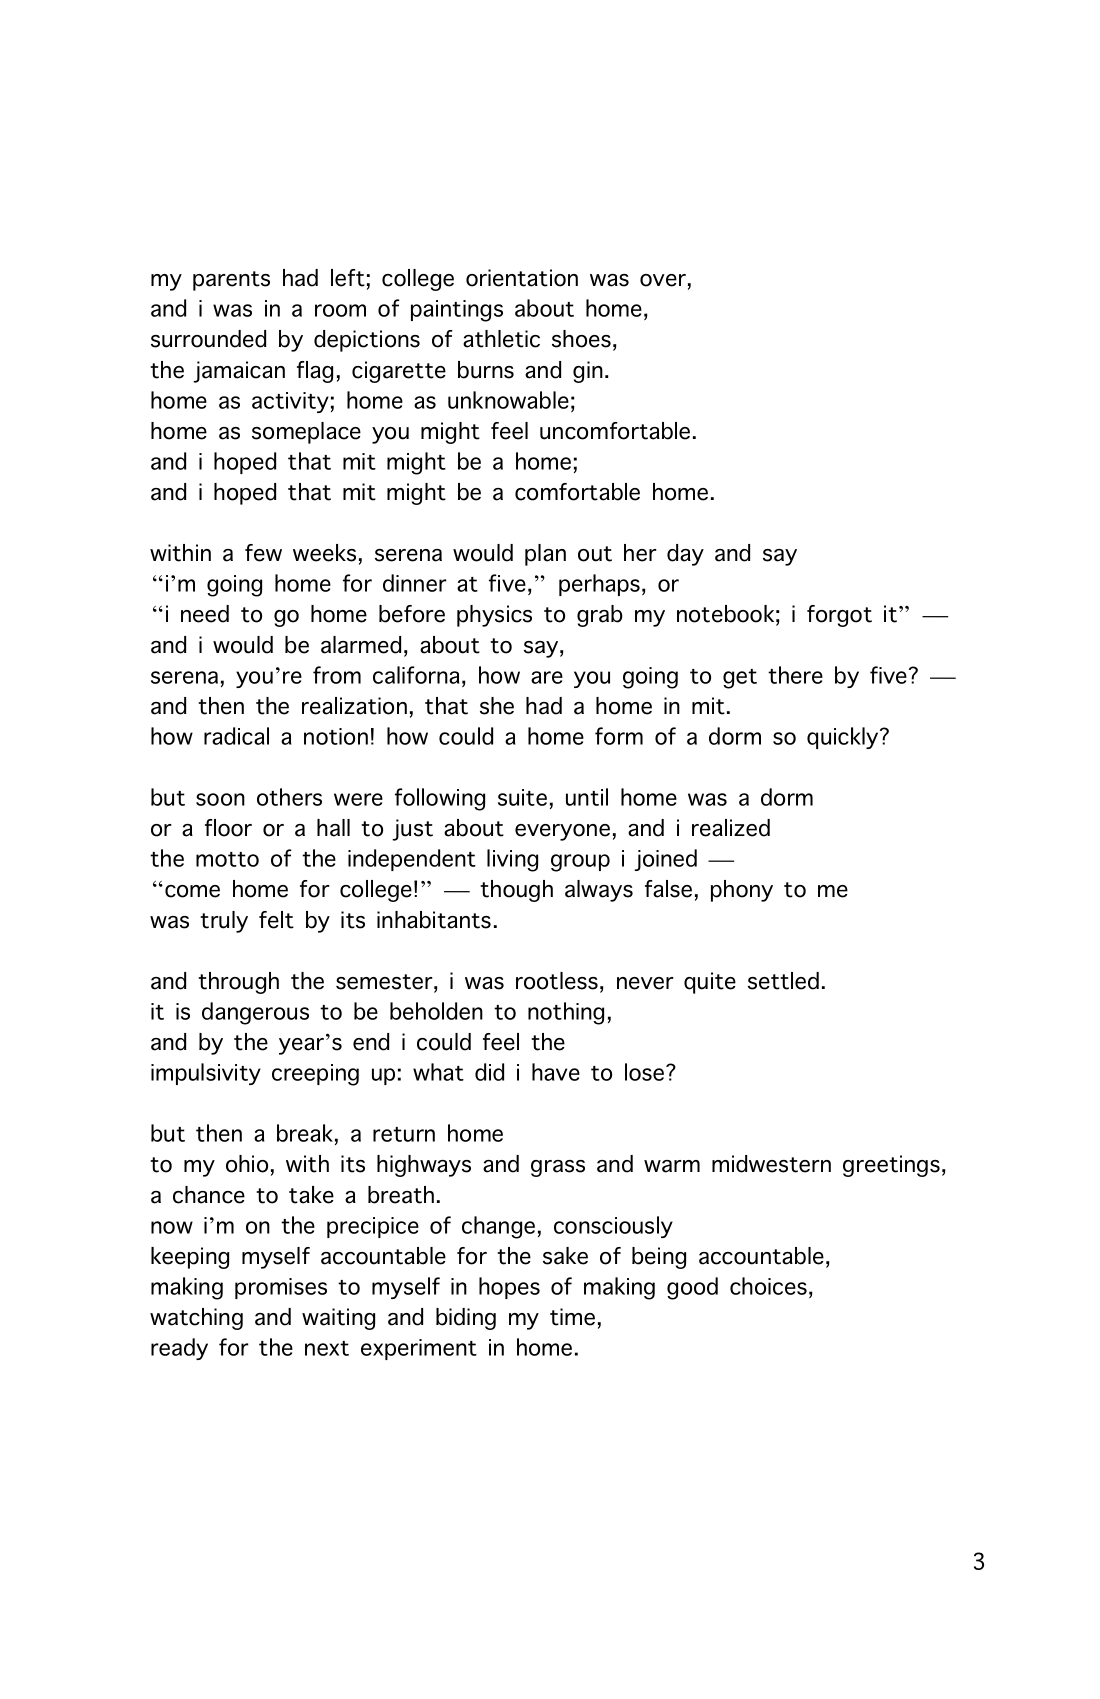 my parents had left; college orientation was over,
and i was in a room of paintings about home,
surrounded by depictions of athletic shoes,
the jamaican flag, cigarette burns and gin.
home as activity; home as unknowable;
home as someplace you might feel uncomfortable.
and i hoped that mit might be a home;
and i hoped that mit might be a comfortable home.

within a few weeks, serena would plan out her day and say
“i’m going home for dinner at five,” perhaps, or
“i need to go home before physics to grab my notebook; i forgot it” —
and i would be alarmed, about to say,
serena, you’re from californa, how are you going to get there by five? —
and then the realization, that she had a home in mit.
how radical a notion! how could a home form of a dorm so quickly?

but soon others were following suite, until home was a dorm
or a floor or a hall to just about everyone, and i realized
the motto of the independent living group i joined —
“come home for college!” — though always false, phony to me
was truly felt by its inhabitants.

and through the semester, i was rootless, never quite settled.
it is dangerous to be beholden to nothing,
and by the year’s end i could feel the
impulsivity creeping up: what did i have to lose?

but then a break, a return home
to my ohio, with its highways and grass and warm midwestern greetings,
a chance to take a breath.
now i’m on the precipice of change, consciously
keeping myself accountable for the sake of being accountable,
making promises to myself in hopes of making good choices,
watching and waiting and biding my time,
ready for the next experiment in home.

3